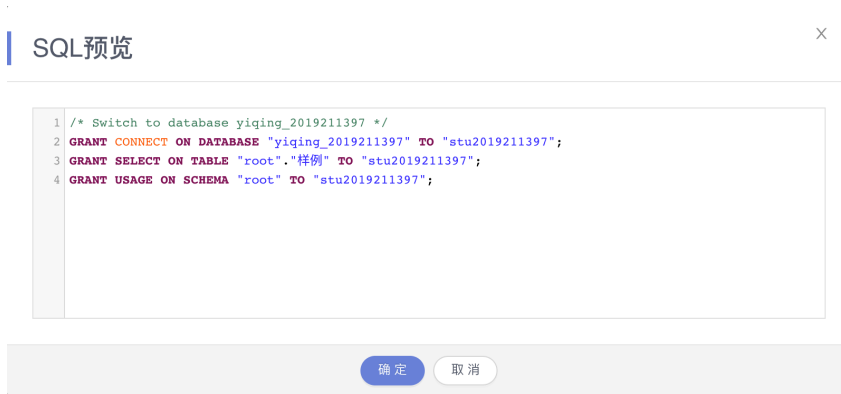 SQL预览
1 /* Switch to database yiqing_2019211397 */
2 GRANT CONNECT ON DATABASE "yiqing_2019211397" TO "stu2019211397";
3 GRANT SELECT ON TABLE "root"."样例" TO "stu2019211397";
4 GRANT USAGE ON SCHEMA "root" TO "stu2019211397";
确定 取消